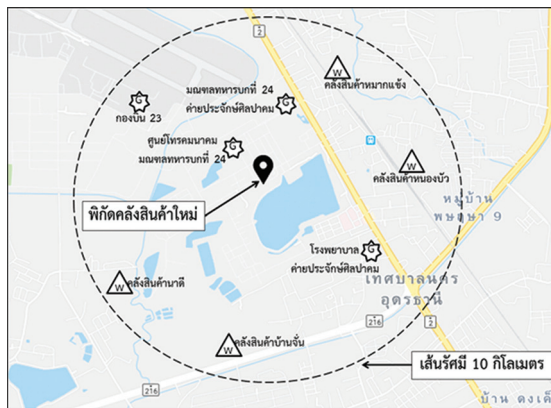 2
W
คลังสินค้าหมากแข้ง
มณฑลทหารบกที่ 24
ค่ายประจักษ์ศิลปาคม
G
G
กองบิน 23
ศูนย์โทรคมนาคม
มณฑลทหารบกที่ 24
G
W
คลังสินค้าหนองบัว
หมู่บ้าน
พฤกษา 9
พิกัดคลังสินค้าใหม่
โรงพยาบาล
ค่ายประจักษ์ศิลปาคม
G
เทศบาลนคร
อุดรธานี
W
คลังสินค้านาดี
216
2
W
คลังสินค้าบ้านจั่น
เส้นรัศมี 10 กิโลเมตร
216
บ้าน ดงเค็